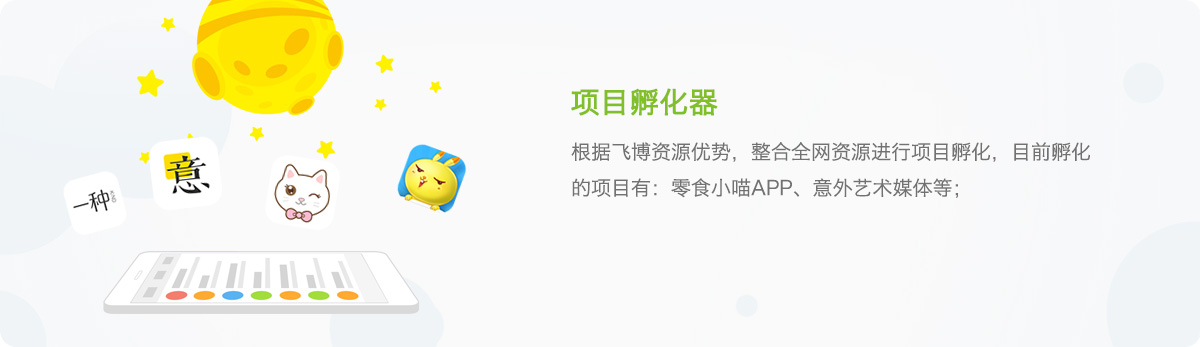 项目孵化器
根据飞博资源优势，整合全网资源进行项目孵化，目前孵化
的项目有：零食小喵APP、意外艺术媒体等；
意
一种